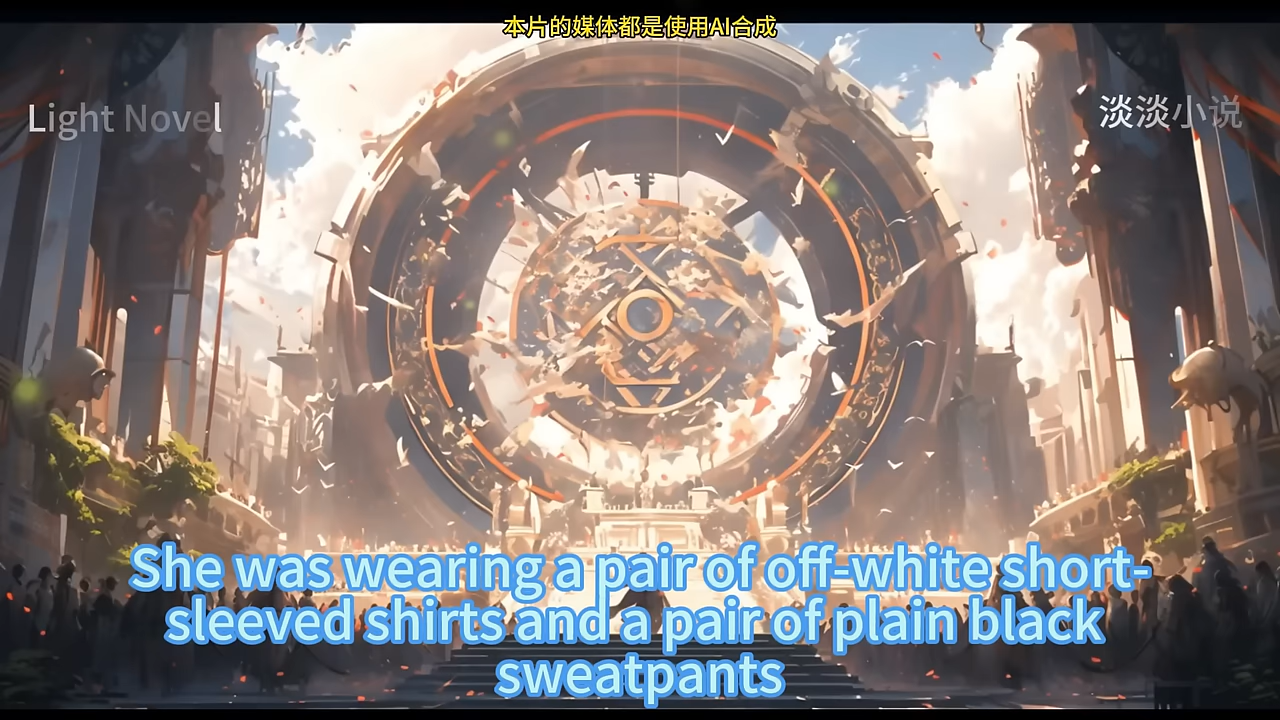 本片的媒体都是使用AI合成
Light Novel
淡淡小说
She was wearing a pair of off-white short-
sleeved shirts and a pair of plain black
sweatpants